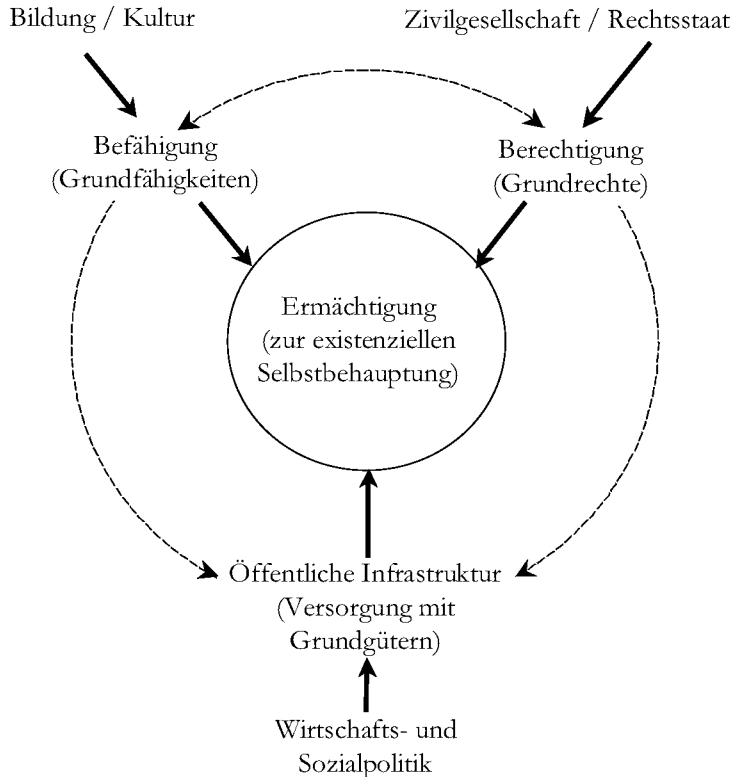 Bildung / Kultur
Zivilgesellschaft / Rechtsstaat
Befähigung
(Grundfähigkeiten)
Berechtigung
(Grundrechte)
Ermächtigung
(zur existenziellen
Selbstbehauptung)
Öffentliche Infrastruktur
(Versorgung mit
Grundgütern)
Wirtschafts- und
Sozialpolitik